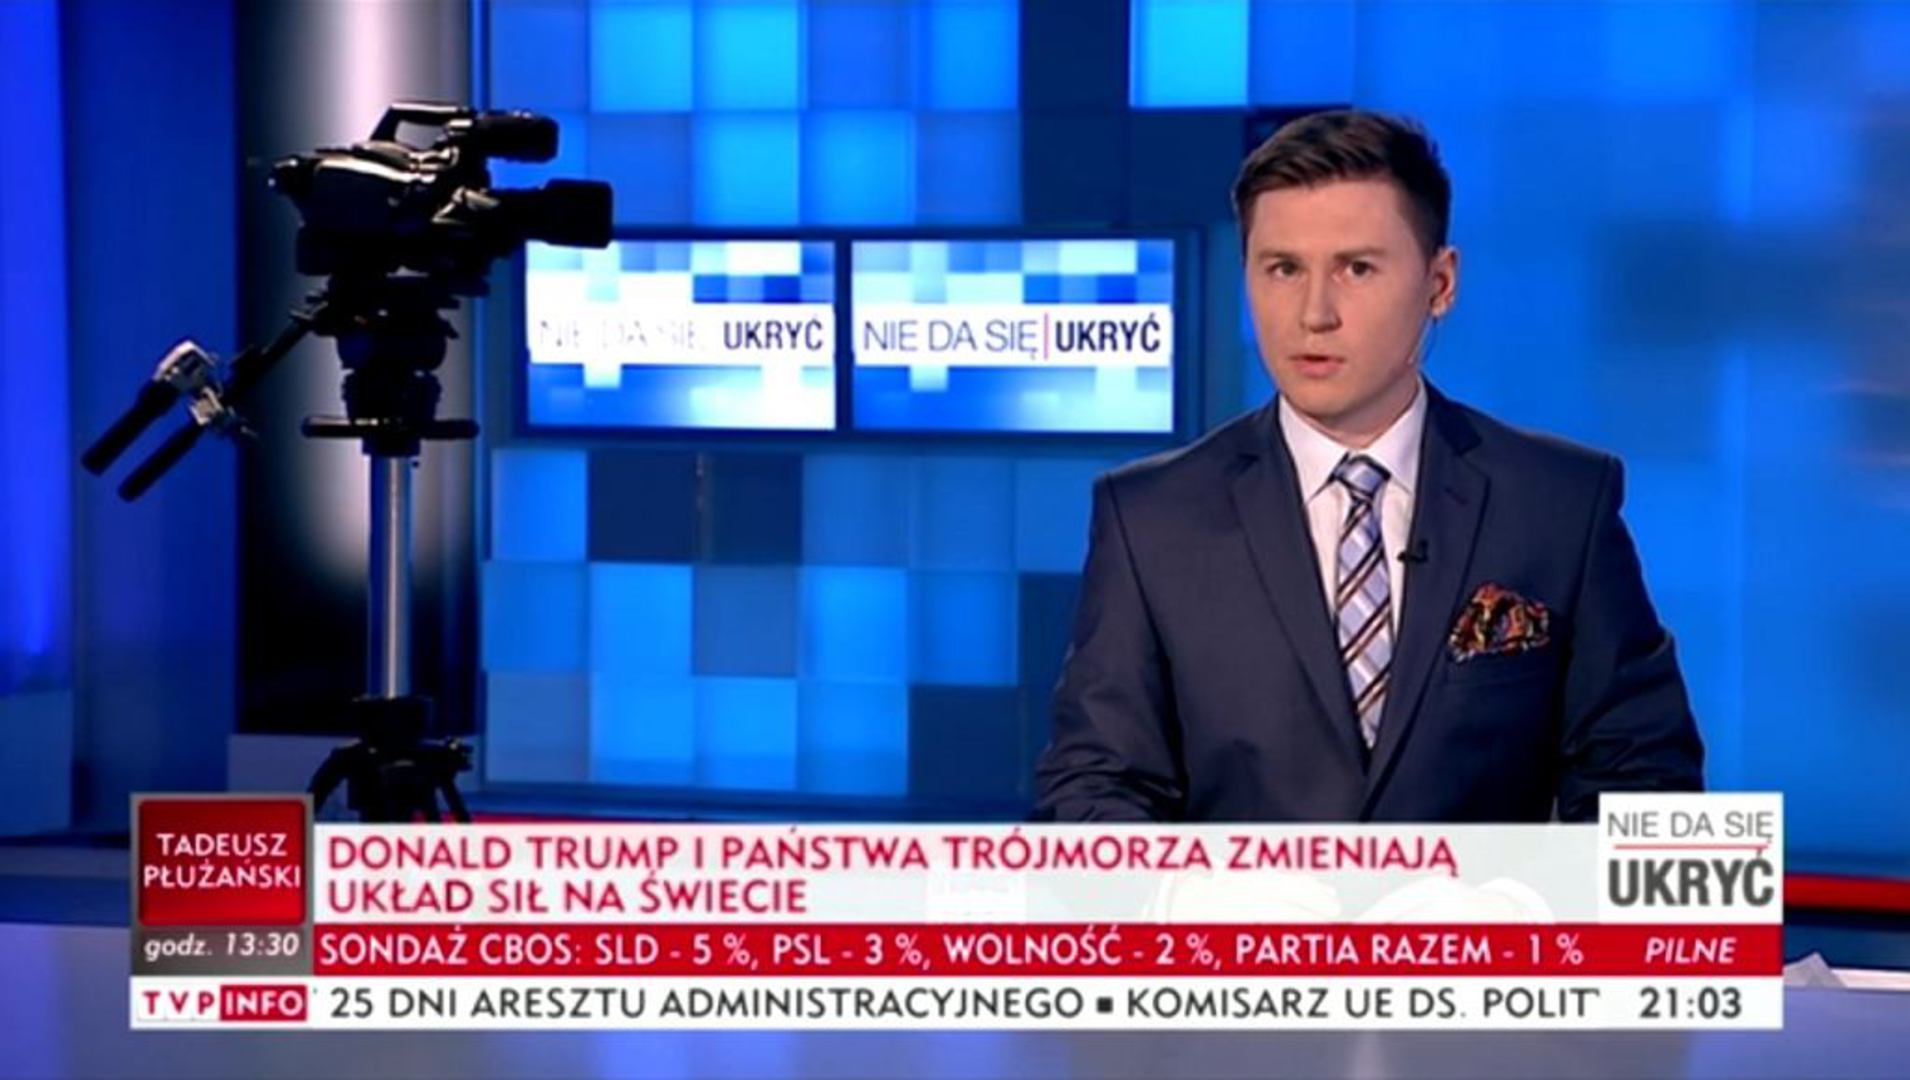 NIE DA SIĘ UKRYĆ
NIE DA SIĘ UKRYĆ
TADEUSZ
PŁUŻAŃSKI
godz. 13:30
DONALD TRUMP I PAŃSTWA TRÓJMORZA ZMIENIAJĄ
UKŁAD SIŁ NA ŚWIECIE
NIE DA SIĘ
UKRYĆ
SONDAŻ CBOS: SLD - 5 %, PSL - 3 %, WOLNOŚĆ - 2 %, PARTIA RAZEM - 1 %
PILNE
TVP INFO
25 DNI ARESZTU ADMINISTRACYJNEGO ▪ KOMISARZ UE DS. POLIT
21:03